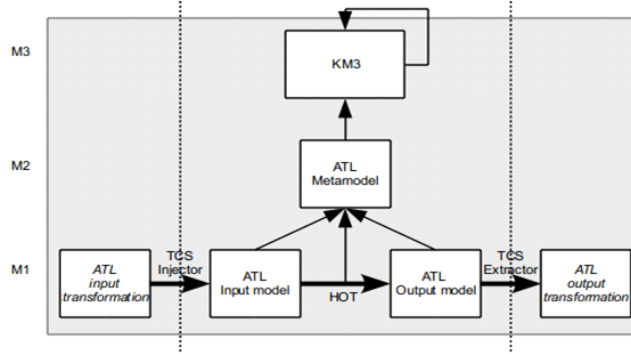 M3
KM3
M2
ATL
Metamodel
M1
ATL
input
transformation
TCS
Injector
ATL
Input model
HOT
ATL
Output model
TCS
Extractor
ATL
output
transformation